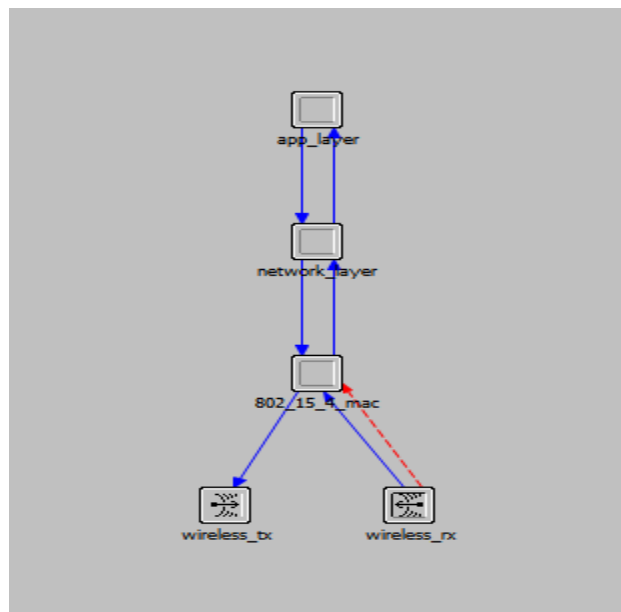 app_layer
network_layer
802_15_4_mac
wireless_tx
wireless_rx